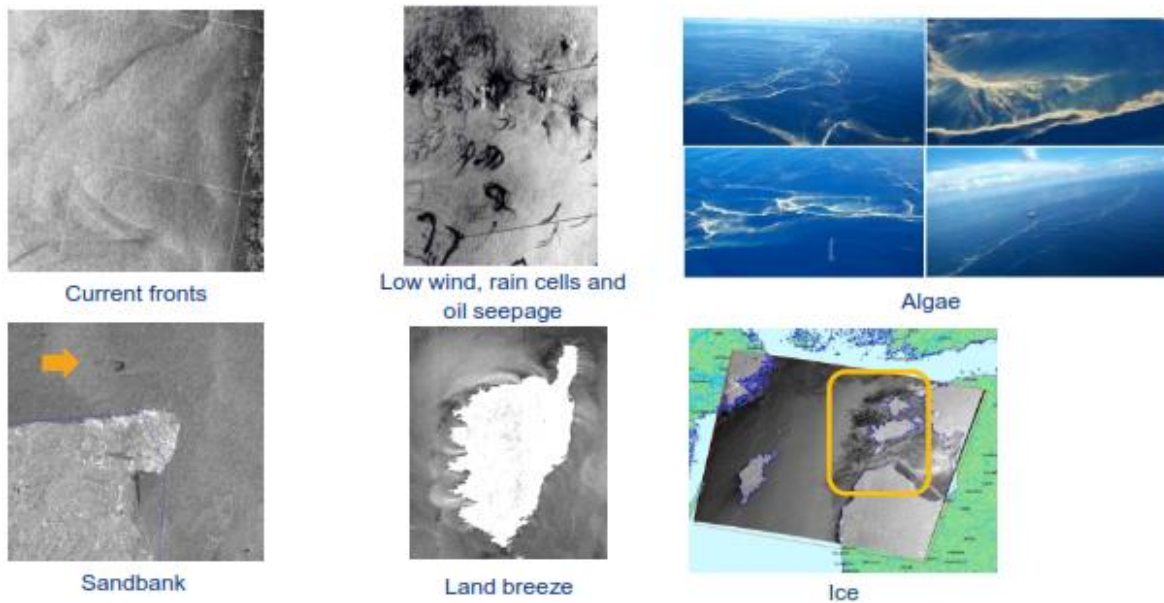 Current fronts
Low wind, rain cells and
oil seepage
Algae
Sandbank
Land breeze
Ice